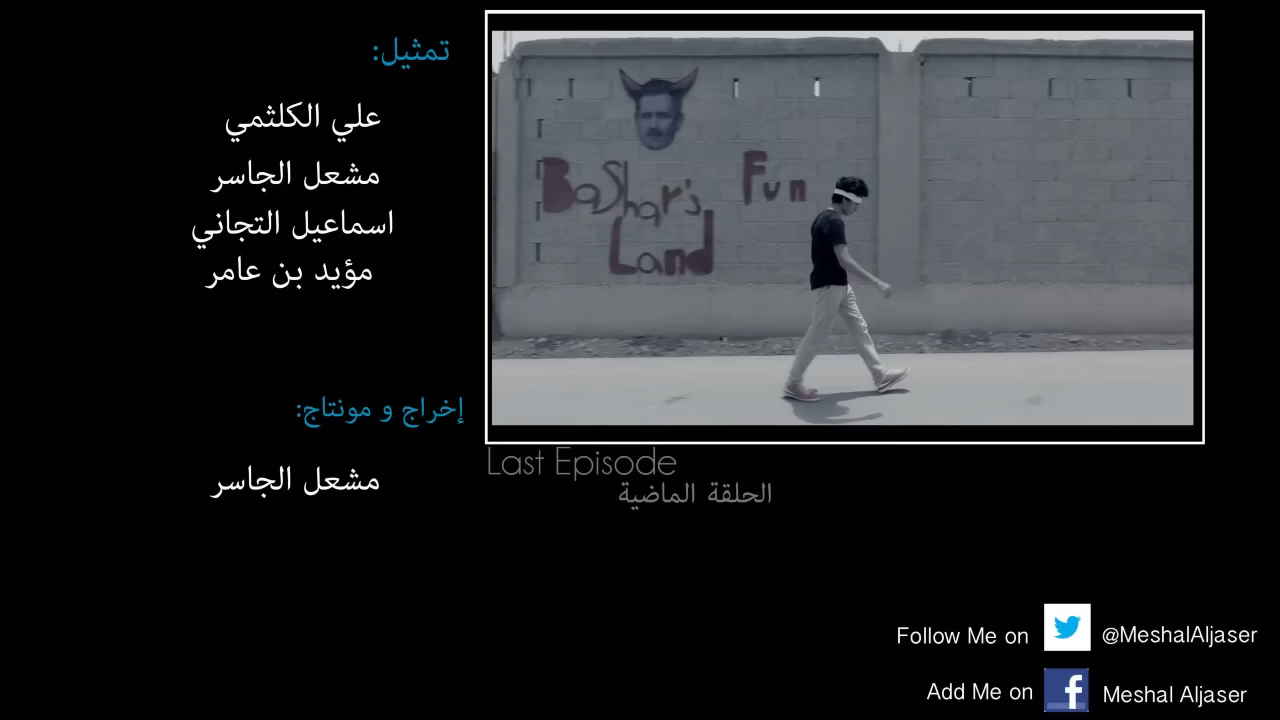 تمثيل:
علي الكلثمي
مشعل الجاسر
اسماعيل التجاني
مؤيد بن عامر
إخراج و مونتاج:
مشعل الجاسر
BaShar's Fun
Land
Last Episode
الحلقة الماضية
Follow Me on @MeshalAljaser
Add Me on f Meshal Aljaser